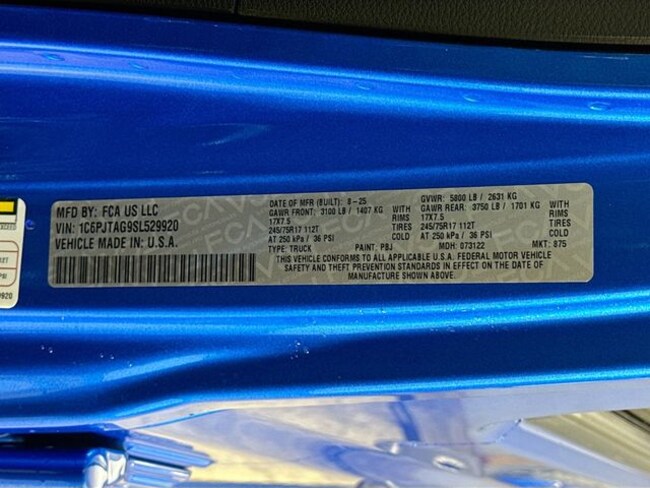 MFD BY: FCA US LLC
VIN: 1C6PJTAG9SL529920
VEHICLE MADE IN U.S.A.
DATE OF MFR (BUILT): 8-25
GAWR FRONT: 3100 LB / 1407 KG WITH
17X7.5 RIMS
245/75R17 112T TIRES
AT 250 kPa / 36 PSI COLD
TYPE: TRUCK PAINT: PBJ MDH: 073122 MKT: 875
GVWR: 5800 LB / 2631 KG
GAWR REAR: 3750 LB / 1701 KG WITH
17X7.5 RIMS
245/75R17 112T TIRES
AT 250 kPa / 36 PSI COLD
THIS VEHICLE CONFORMS TO ALL APPLICABLE U.S.A. FEDERAL MOTOR VEHICLE
SAFETY AND THEFT PREVENTION STANDARDS IN EFFECT ON THE DATE OF
MANUFACTURE SHOWN ABOVE.
12T
PSI
9920